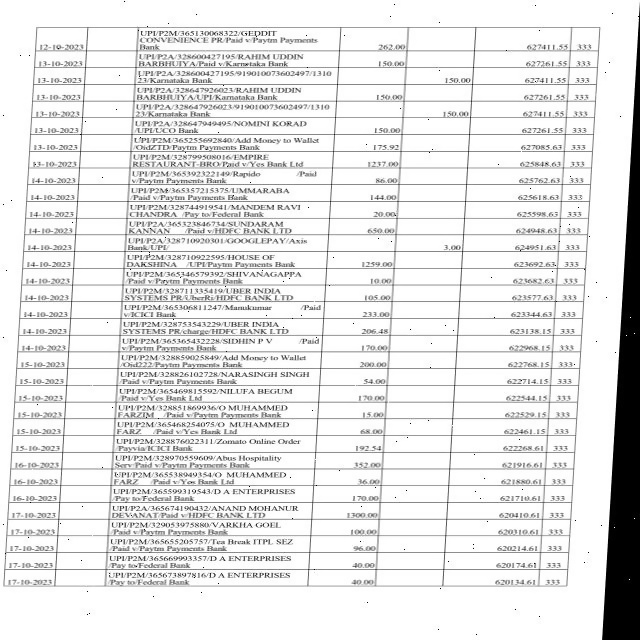 UPI/P2M/365130068322/GEDDIT
CONVENIENCE PR/Paid v/Paytm Payments
12-10-2023 Bank 262.00 627411.55 333
UPI/P2A/328600427195/RAHIM UDDIN
13-10-2023 BARBHUIYA/Paid v/Karnataka Bank 150.00 627261.55 333
UPI/P2A/328600427195/919010073602497/1310
13-10-2023 23/Karnataka Bank 150.00 627411.55 333
UPI/P2A/328647926023/RAHIM UDDIN
13-10-2023 BARBHUIYA/UPI/Karnataka Bank 150.00 627261.55 333
UPI/P2A/328647926023/919010073602497/1310
13-10-2023 23/Karnataka Bank 150.00 627411.55 333
UPI/P2A/328647949495/NOMINI KORAD
13-10-2023 /UPI/UCO Bank 150.00 627261.55 333
UPI/P2M/365255692840/Add Money to Wallet
13-10-2023 /OidZTD/Paytm Payments Bank 175.92 627085.63 333
UPI/P2M/328799508016/EMPIRE
13-10-2023 RESTAURANT-BRO/Paid v/Yes Bank Ltd 1237.00 625848.63 333
UPI/P2M/365392322149/Rapido /Paid
14-10-2023 v/Paytm Payments Bank 86.00 625762.63 333
UPI/P2M/365357215375/UMMARABA
14-10-2023 /Paid v/Paytm Payments Bank 144.00 625618.63 333
UPI/P2M/328744919541/MANDEM RAVI
14-10-2023 CHANDRA /Pay to/Federal Bank 20.00 625598.63 333
UPI/P2A/365323846734/SUNDARAM
14-10-2023 KANNAN /Paid v/HDFC BANK LTD 650.00 624948.63 333
UPI/P2A/328710920301/GOOGLEPAY/Axis
14-10-2023 Bank/UPI/ 3.00 624951.63 333
UPI/P2M/328710922595/HOUSE OF
14-10-2023 DAKSHINA /UPI/Paytm Payments Bank 1259.00 623692.63 333
UPI/P2M/365346579392/SHIVANAGAPPA
14-10-2023 /Paid v/Paytm Payments Bank 10.00 623682.63 333
UPI/P2M/328711335419/UBER INDIA
14-10-2023 SYSTEMS PR/UberRi/HDFC BANK LTD 105.00 623577.63 333
UPI/P2M/365306811247/Manukumar /Paid
14-10-2023 v/ICICI Bank 233.00 623344.63 333
UPI/P2M/328753543229/UBER INDIA
14-10-2023 SYSTEMS PR/charge/HDFC BANK LTD 206.48 623138.15 333
UPI/P2M/365365432228/SIDHIN P V /Paid
14-10-2023 v/Paytm Payments Bank 170.00 622968.15 333
UPI/P2M/328859025849/Add Money to Wallet
15-10-2023 /Oid222/Paytm Payments Bank 200.00 622768.15 333
UPI/P2M/328826102728/NARASINGH SINGH
15-10-2023 /Paid v/Paytm Payments Bank 54.00 622714.15 333
UPI/P2M/365469815592/NILUFA BEGUM
15-10-2023 /Paid v/Yes Bank Ltd 170.00 622544.15 333
UPI/P2M/328851869936/O MUHAMMED
15-10-2023 FARZIM /Paid v/Paytm Payments Bank 15.00 622529.15 333
UPI/P2M/365468254075/O MUHAMMED
15-10-2023 FARZ /Paid v/Yes Bank Ltd 68.00 622461.15 333
UPI/P2M/328876022311/Zomato Online Order
15-10-2023 /Payvia/ICICI Bank 192.54 622268.61 333
UPI/P2M/328970559609/Abus Hospitality
16-10-2023 Serv/Paid v/Paytm Payments Bank 352.00 621916.61 333
UPI/P2M/365538949354/O MUHAMMED
16-10-2023 FARZ /Paid v/Yes Bank Ltd 36.00 621880.61 333
UPI/P2M/365599319543/D A ENTERPRISES
16-10-2023 /Pay to/Federal Bank 170.00 621710.61 333
UPI/P2A/365674190432/ANAND MOHANUR
17-10-2023 DEVANAT/Paid v/HDFC BANK LTD 1300.00 620410.61 333
UPI/P2M/329053975880/VARKHA GOEL
17-10-2023 /Paid v/Paytm Payments Bank 100.00 620310.61 333
UPI/P2M/365655205757/Tea Break ITPL SEZ
17-10-2023 /Paid v/Paytm Payments Bank 96.00 620214.61 333
UPI/P2M/365669993357/D A ENTERPRISES
17-10-2023 /Pay to/Federal Bank 40.00 620174.61 333
UPI/P2M/365673897816/D A ENTERPRISES
17-10-2023 /Pay to/Federal Bank 40.00 620134.61 333